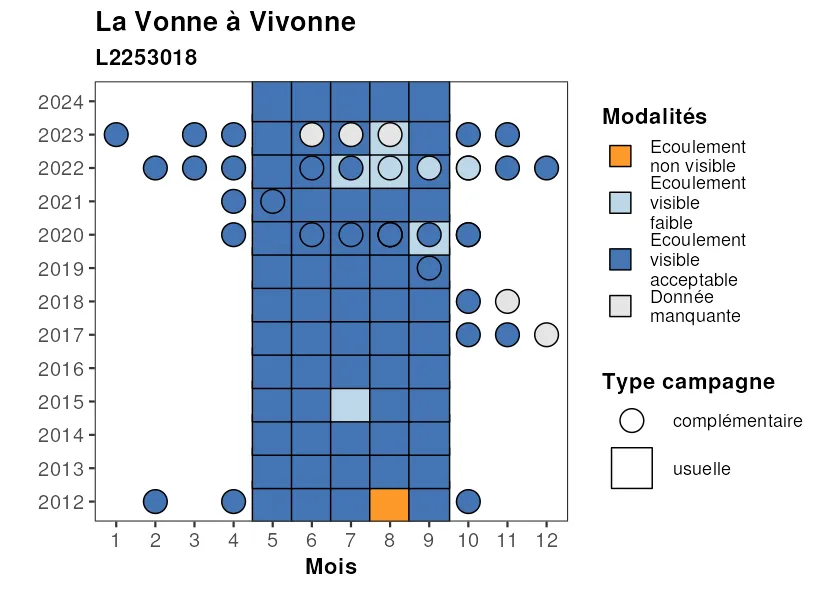 La Vonne à Vivonne
L2253018
2024
2023
2022
2021
2020
2019
2018
2017
2016
2015
2014
2013
2012
1 2 3 4 5 6 7 8 9 10 11 12
Mois
Modalités
Ecoulement
non visible
Ecoulement
visible
faible
Ecoulement
visible
acceptable
Donnée
manquante
Type campagne
complémentaire
usuelle